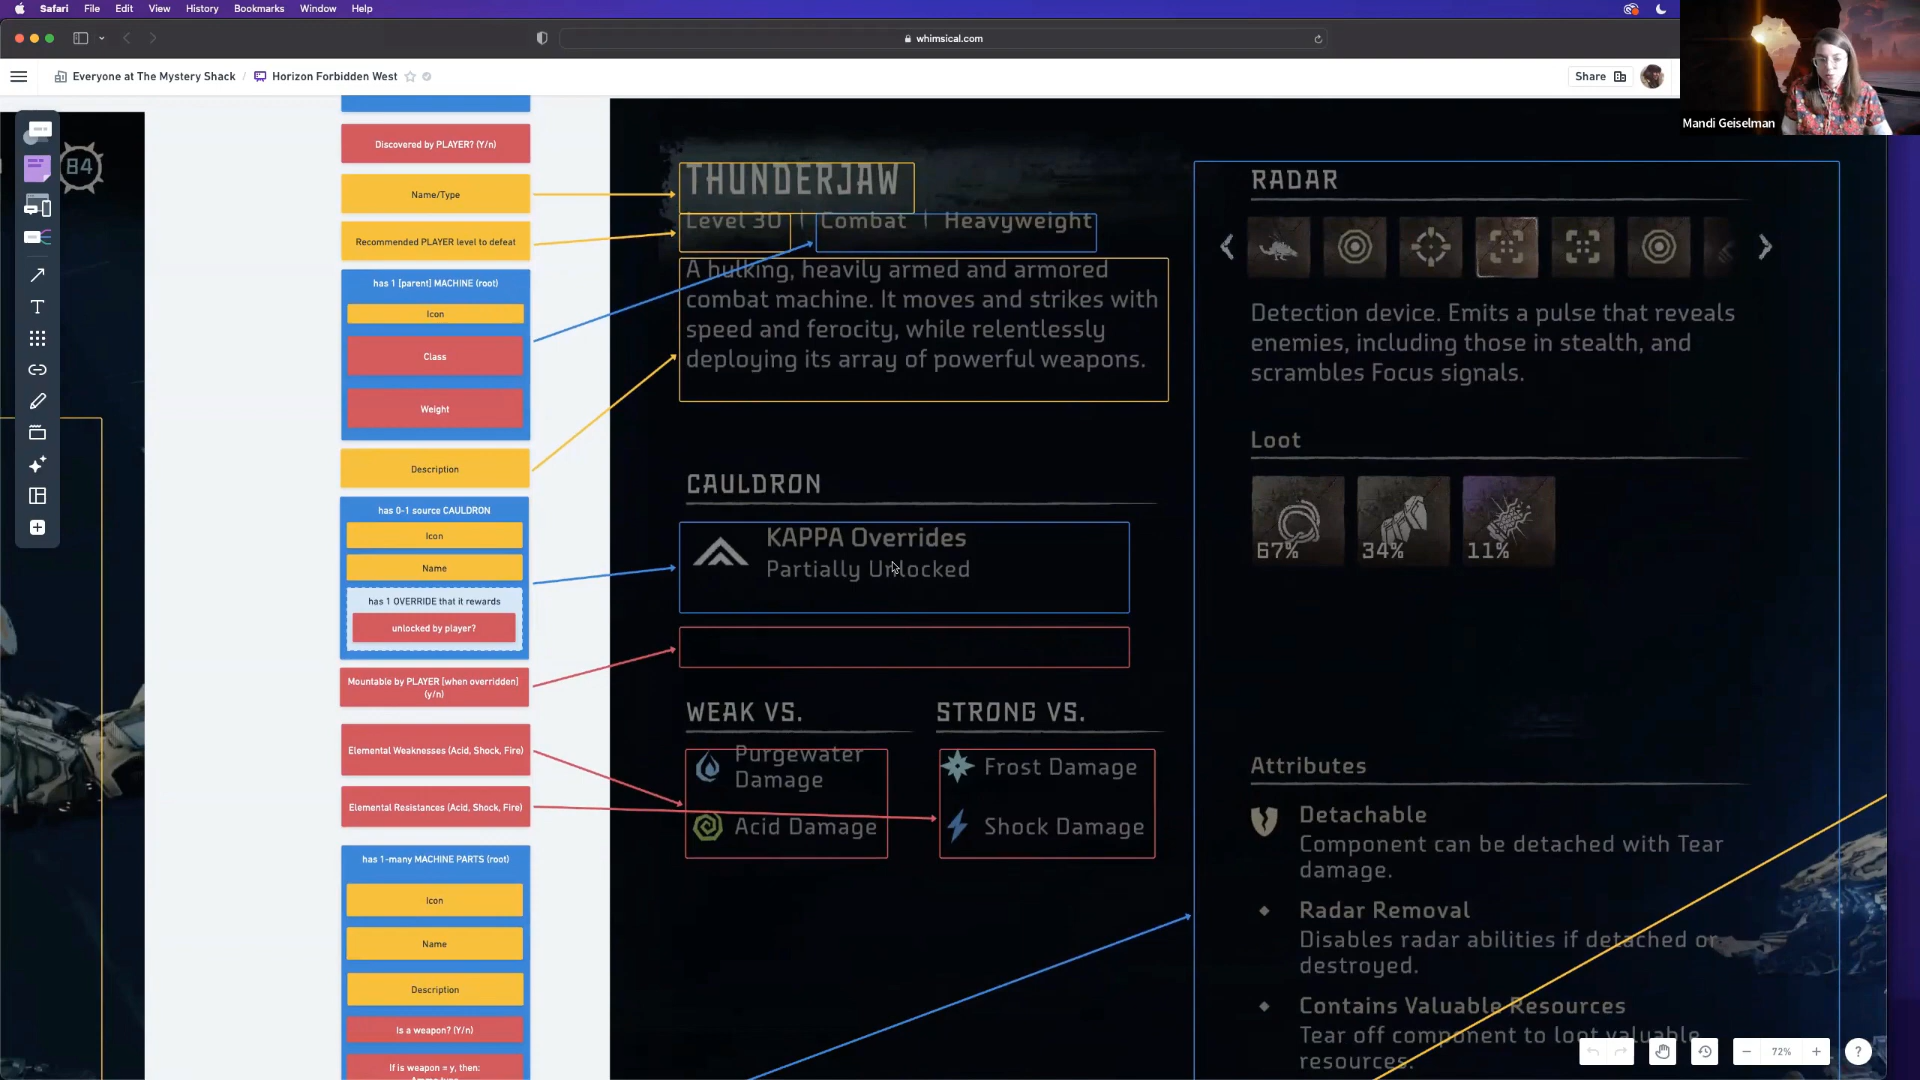 Safari File Edit View History Bookmarks Window Help
whimsical.com
Everyone at The Mystery Shack / Horizon Forbidden West
Share
Mandi Geiselman
84
Discovered by PLAYER? (Y/n)
Name/Type
Recommended PLAYER level to defeat
has 1 [parent] MACHINE (root)
Icon
Class
Weight
Description
has 0-1 source CAULDRON
Icon
Name
has 1 OVERRIDE that it rewards
unlocked by player?
Mountable by PLAYER [when overridden]
(y/n)
Elemental Weaknesses (Acid, Shock, Fire)
Elemental Resistances (Acid, Shock, Fire)
has 1-many MACHINE PARTS (root)
Icon
Name
Description
Is a weapon? (Y/n)
If is weapon = y, then:
THUNDERJAW
Level 30 | Combat | Heavyweight
A hulking, heavily armed and armored
combat machine. It moves and strikes with
speed and ferocity, while relentlessly
deploying its array of powerful weapons.
CAULDRON
KAPPA Overrides
Partially Unlocked
WEAK VS.
Purgewater
Damage
Acid Damage
STRONG VS.
Frost Damage
Shock Damage
RADAR
Detection device. Emits a pulse that reveals
enemies, including those in stealth, and
scrambles Focus signals.
Loot
67% 34% 11%
Attributes
Detachable
Component can be detached with Tear
damage.
Radar Removal
Disables radar abilities if detached or
destroyed.
Contains Valuable Resources
Tear off component to loot valuable
resources.
72%
?